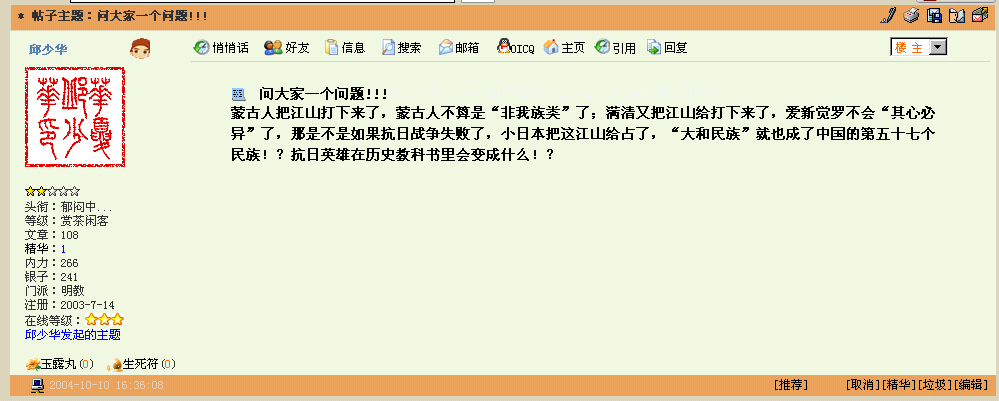 * 帖子主题：问大家一个问题!!!
邱少华
悄悄话 好友 信息 搜索 邮箱 OICQ 主页 引用 回复 楼 主
问大家一个问题!!!
蒙古人把江山打下来了，蒙古人不算是“非我族类”了；满清又把江山给打下来了，爱新觉罗不会“其心必
异”了，那是不是如果抗日战争失败了，小日本把这江山给占了，“大和民族”就也成了中国的第五十七个
民族！？抗日英雄在历史教科书里会变成什么！？
头衔：郁闷中...
等级：赏茶闲客
文章：108
精华：1
内力：266
银子：241
门派：明教
注册：2003-7-14
在线等级：
邱少华发起的主题
玉露丸(0) 生死符(0)
2004-10-10 16:36:08 [推荐] [取消][精华][垃圾][编辑]